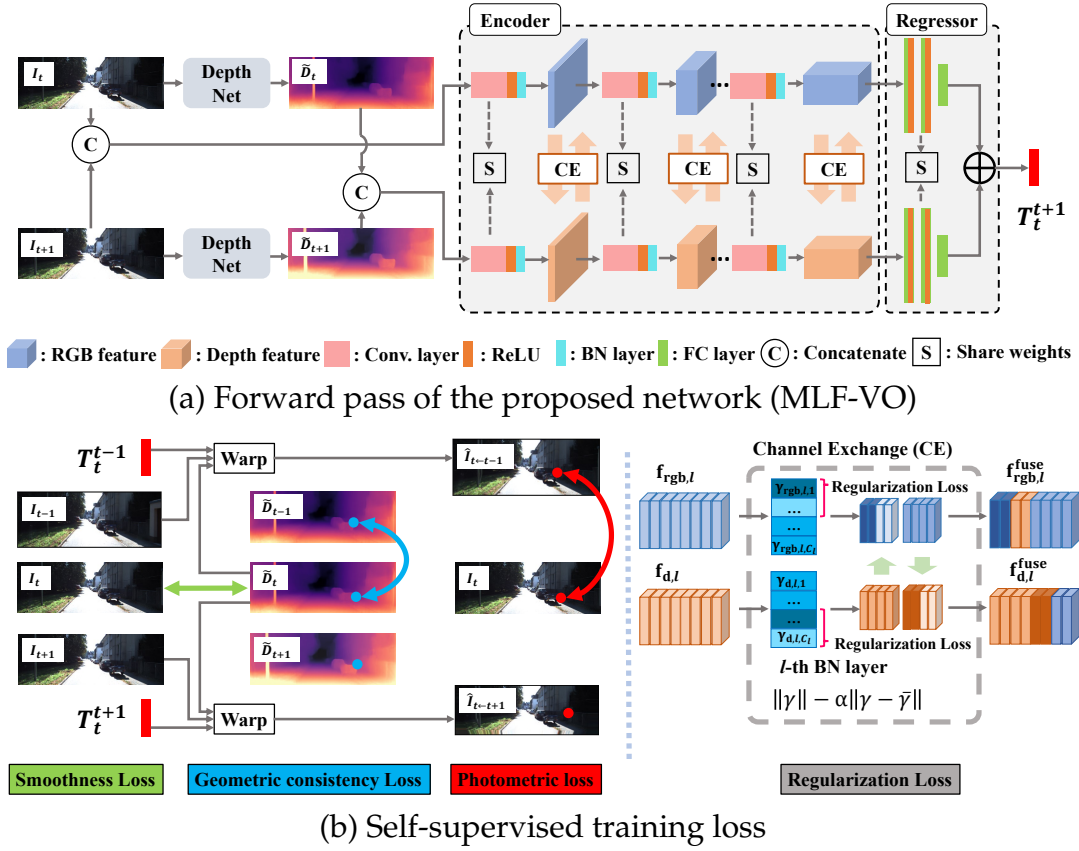 Encoder
Regressor
I_t
Depth
Net
D̃_t
C
S
CE
S
CE
S
CE
S
C
T_t^{t+1}
I_{t+1}
Depth
Net
D̃_{t+1}
: RGB feature : Depth feature : Conv. layer : ReLU : BN layer : FC layer C : Concatenate S : Share weights
(a) Forward pass of the proposed network (MLF-VO)
T_t^{t-1}
Warp
Î_{t←t-1}
I_{t-1}
D̃_{t-1}
I_t
D̃_t
I_t
I_{t+1}
D̃_{t+1}
T_t^{t+1}
Warp
Î_{t←t+1}
Channel Exchange (CE)
f_{rgb,l}
γ_{rgb,l,1}
...
...
γ_{rgb,l,C_l}
Regularization Loss
f_{rgb,l}^{fuse}
f_{d,l}
γ_{d,l,1}
...
...
γ_{d,l,C_l}
Regularization Loss
f_{d,l}^{fuse}
l-th BN layer
‖γ‖ − α‖γ − γ̄‖
Smoothness Loss
Geometric consistency Loss
Photometric loss
Regularization Loss
(b) Self-supervised training loss